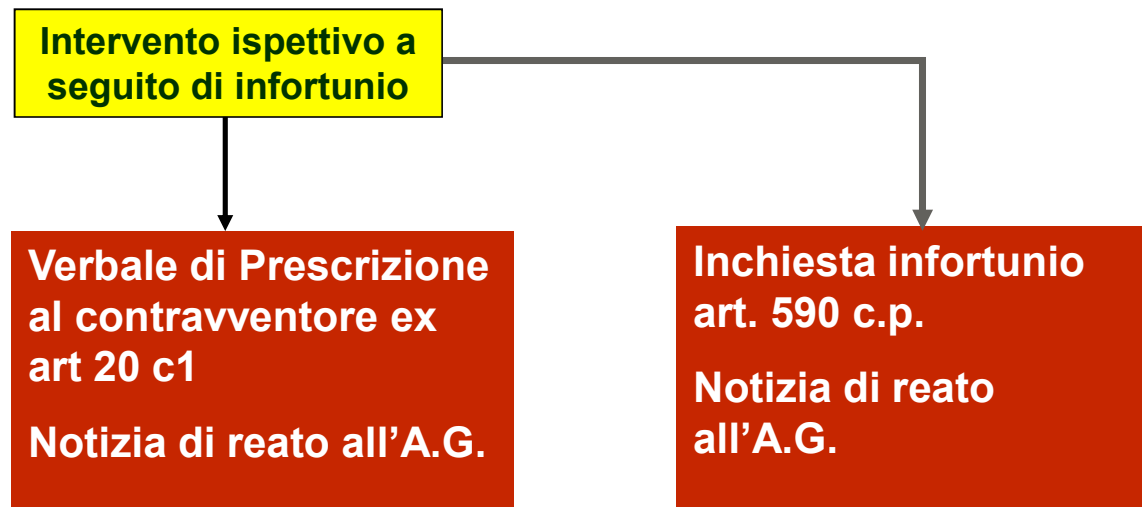 Intervento ispettivo a
seguito di infortunio
Verbale di Prescrizione
al contravventore ex
art 20 c1
Notizia di reato all’A.G.
Inchiesta infortunio
art. 590 c.p.
Notizia di reato
all’A.G.